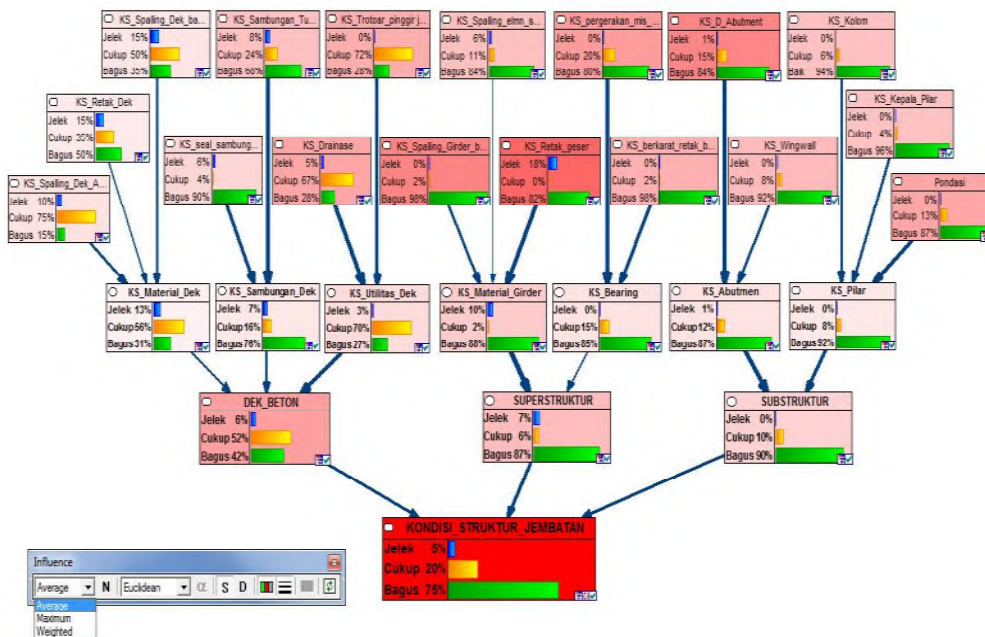 KS_Spaling_Dek_ba...
Jelek 15%
Cukup 50%
Bagus 35%
KS_Sambungan_Tu...
Jelek 8%
Cukup 24%
Bagus 68%
KS_Trotoar_pinggir j...
Jelek 0%
Cukup 72%
Bagus 28%
KS_Spaling_elmn_s...
Jelek 6%
Cukup 11%
Bagus 84%
KS_pergerakan_mis_...
Jelek 0%
Cukup 20%
Bagus 80%
KS_D_Abutment
Jelek 1%
Cukup 15%
Bagus 84%
KS_Kolom
Jelek 0%
Cukup 6%
Baik 94%
KS_Retak_Dek
Jelek 15%
Cukup 35%
Bagus 50%
KS_seal_sambung...
Jelek 6%
Cukup 4%
Bagus 90%
KS_Drainase
Jelek 5%
Cukup 67%
Bagus 28%
KS_Spaling_Girder_b...
Jelek 0%
Cukup 2%
Bagus 98%
KS_Retak_geser
Jelek 18%
Cukup 0%
Bagus 82%
KS_berkarat_retak_b...
Jelek 0%
Cukup 2%
Bagus 98%
KS_Wingwall
Jelek 0%
Cukup 8%
Bagus 92%
KS_Kepala_Pilar
Jelek 0%
Cukup 4%
Bagus 96%
KS_Spaling_Dek_A...
Jelek 10%
Cukup 75%
Bagus 15%
Pondasi
Jelek 0%
Cukup 13%
Bagus 87%
KS_Material_Dek
Jelek 13%
Cukup 56%
Bagus 31%
KS_Sambungan_Dek
Jelek 7%
Cukup 16%
Bagus 76%
KS_Utilitas_Dek
Jelek 3%
Cukup 70%
Bagus 27%
KS_Material_Girder
Jelek 10%
Cukup 2%
Bagus 88%
KS_Bearing
Jelek 0%
Cukup 15%
Bagus 85%
KS_Abutmen
Jelek 1%
Cukup 12%
Bagus 87%
KS_Pilar
Jelek 0%
Cukup 8%
Bagus 92%
DEK_BETON
Jelek 6%
Cukup 52%
Bagus 42%
SUPERSTRUKTUR
Jelek 7%
Cukup 6%
Bagus 87%
SUBSTRUKTUR
Jelek 0%
Cukup 10%
Bagus 90%
KONDISI_STRUKTUR_JEMBATAN
Jelek 5%
Cukup 20%
Bagus 75%
Influence
Average N Euclidean α S D
Average
Maximum
Weighted